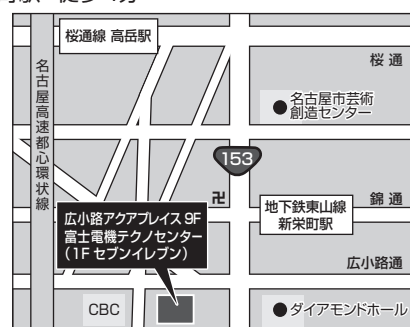 桜通線 高岳駅
桜通
名古屋高速都心環状線
名古屋市芸術
創造センター
153
地下鉄東山線
新栄町駅
錦通
広小路アクアプレイス 9F
富士電機テクノセンター
(1F セブンイレブン)
広小路通
CBC
ダイアモンドホール